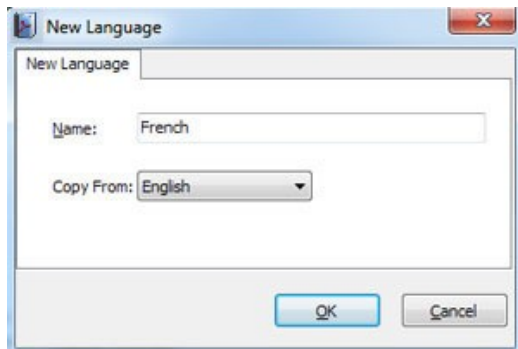 New Language
New Language
Name: French
Copy From: English
OK Cancel